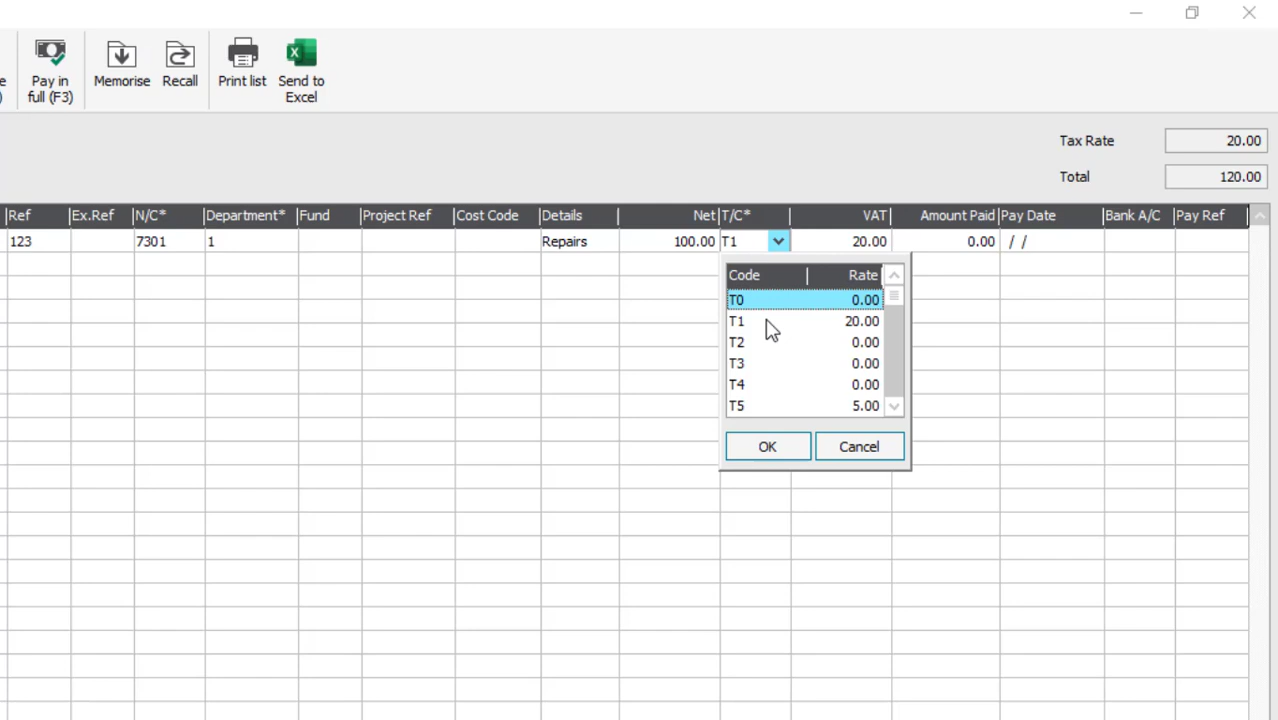 e Pay in Memorise Recall Print list Send to
) full (F3) Excel
Tax Rate 20.00
Total 120.00
Ref Ex.Ref N/C* Department* Fund Project Ref Cost Code Details Net T/C* VAT Amount Paid Pay Date Bank A/C Pay Ref
123 7301 1 Repairs 100.00 T1 20.00 0.00 / /
Code Rate
T0 0.00
T1 20.00
T2 0.00
T3 0.00
T4 0.00
T5 5.00
OK Cancel